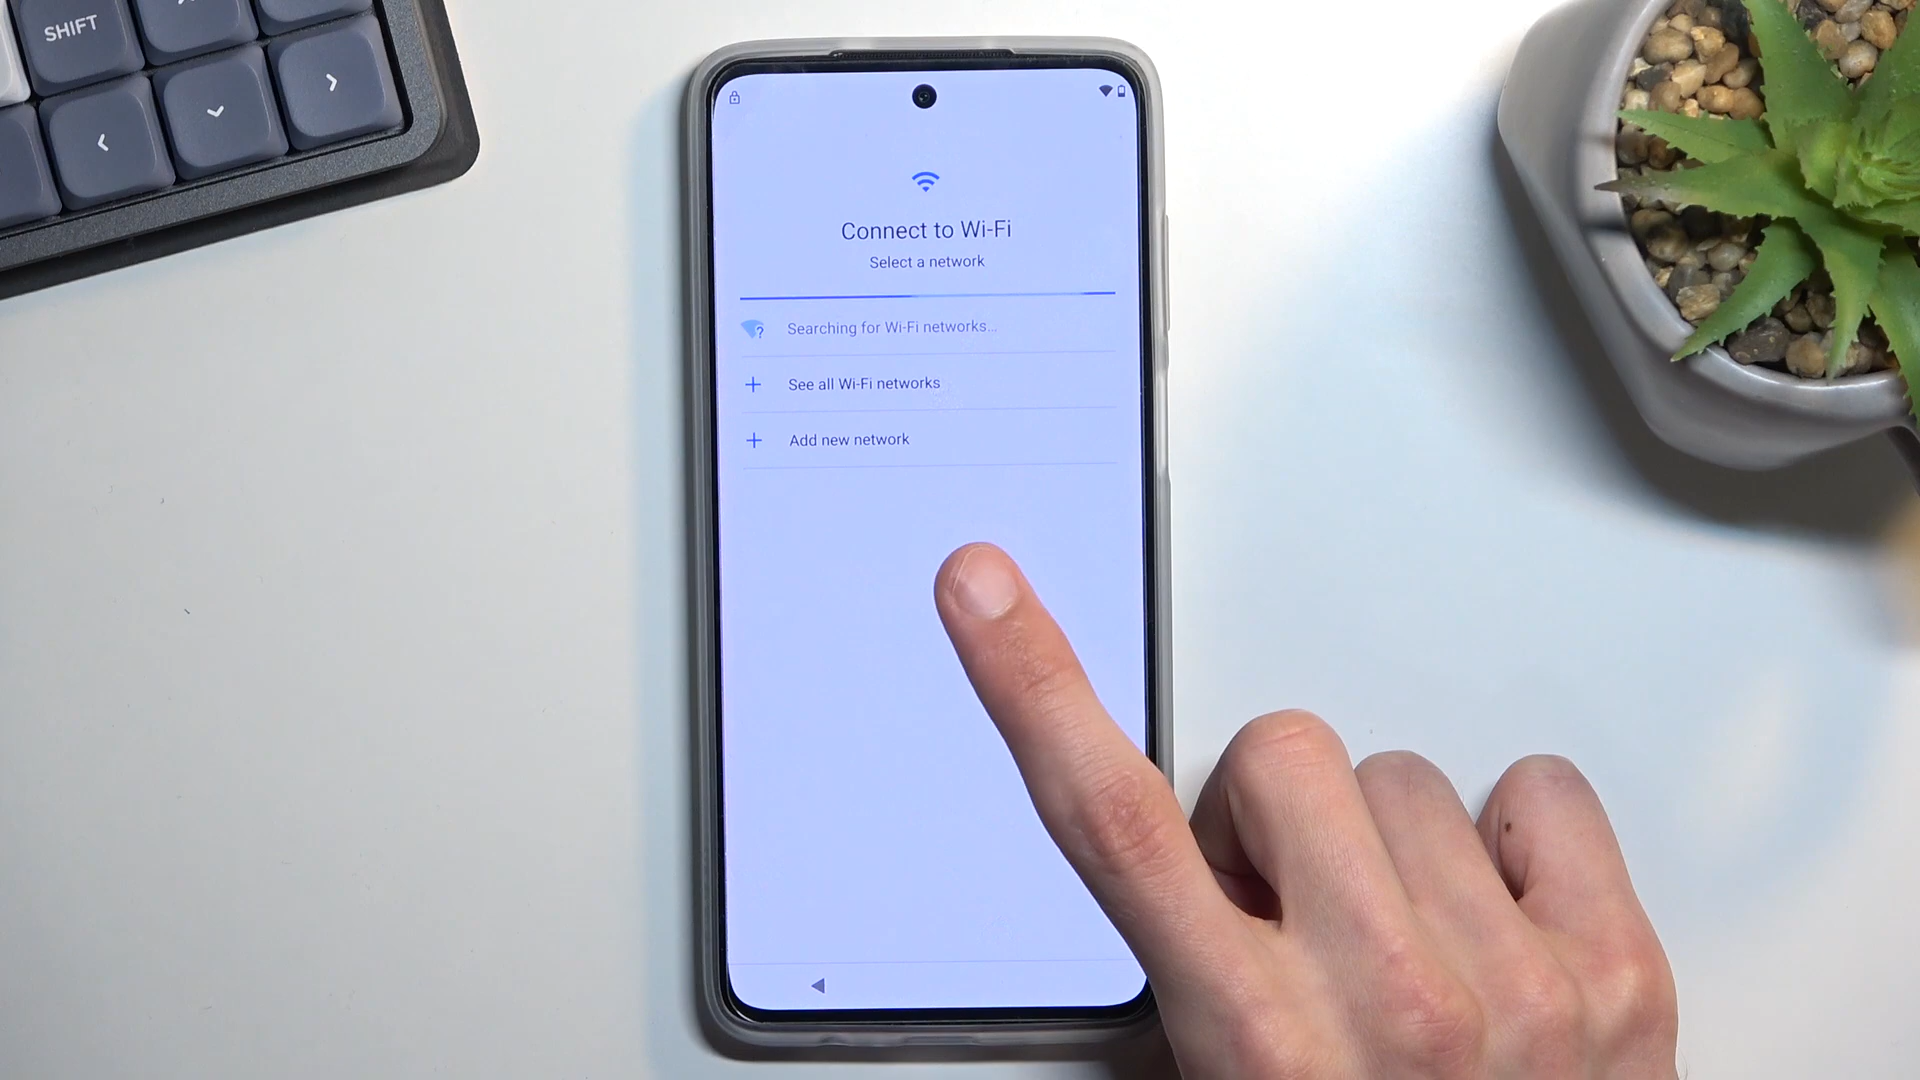 SHIFT
Connect to Wi-Fi
Select a network
Searching for Wi-Fi networks...
See all Wi-Fi networks
Add new network